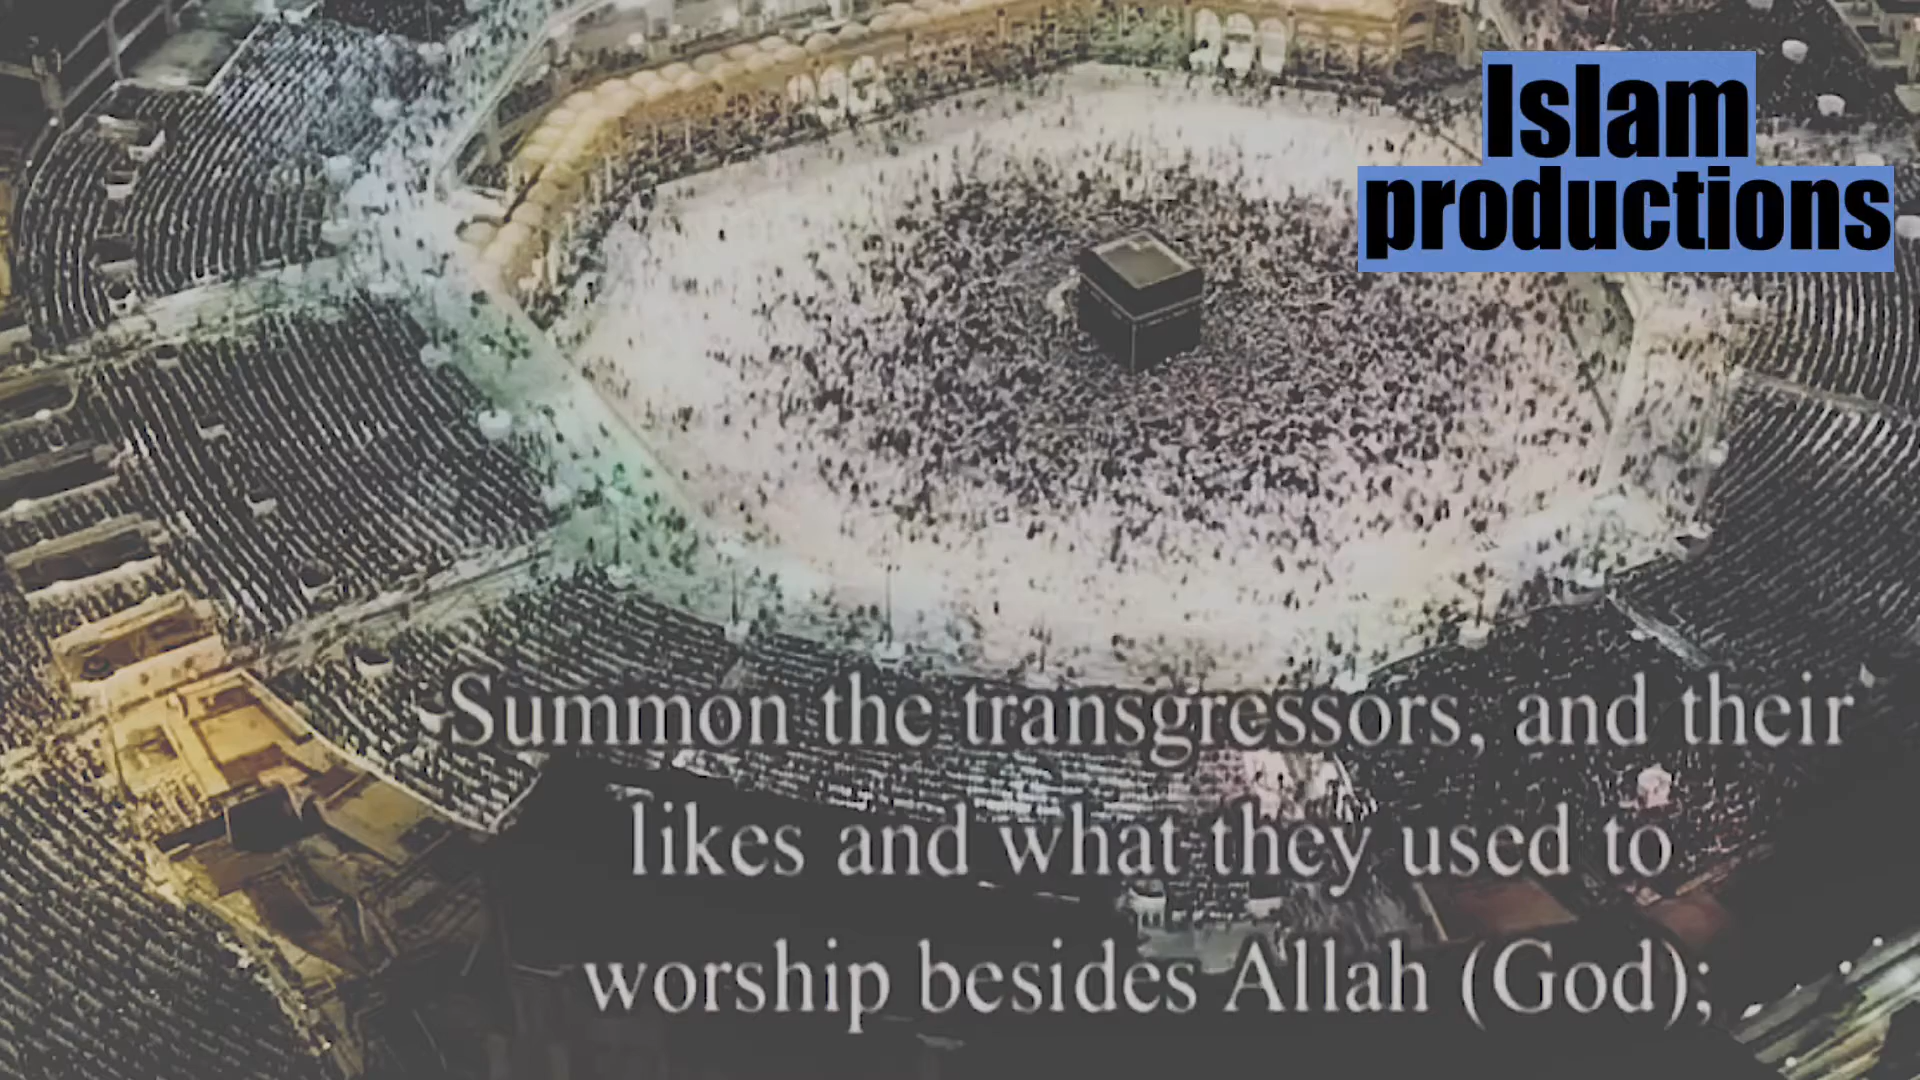 Islam
productions
Summon the transgressors, and their
likes and what they used to
worship besides Allah (God);